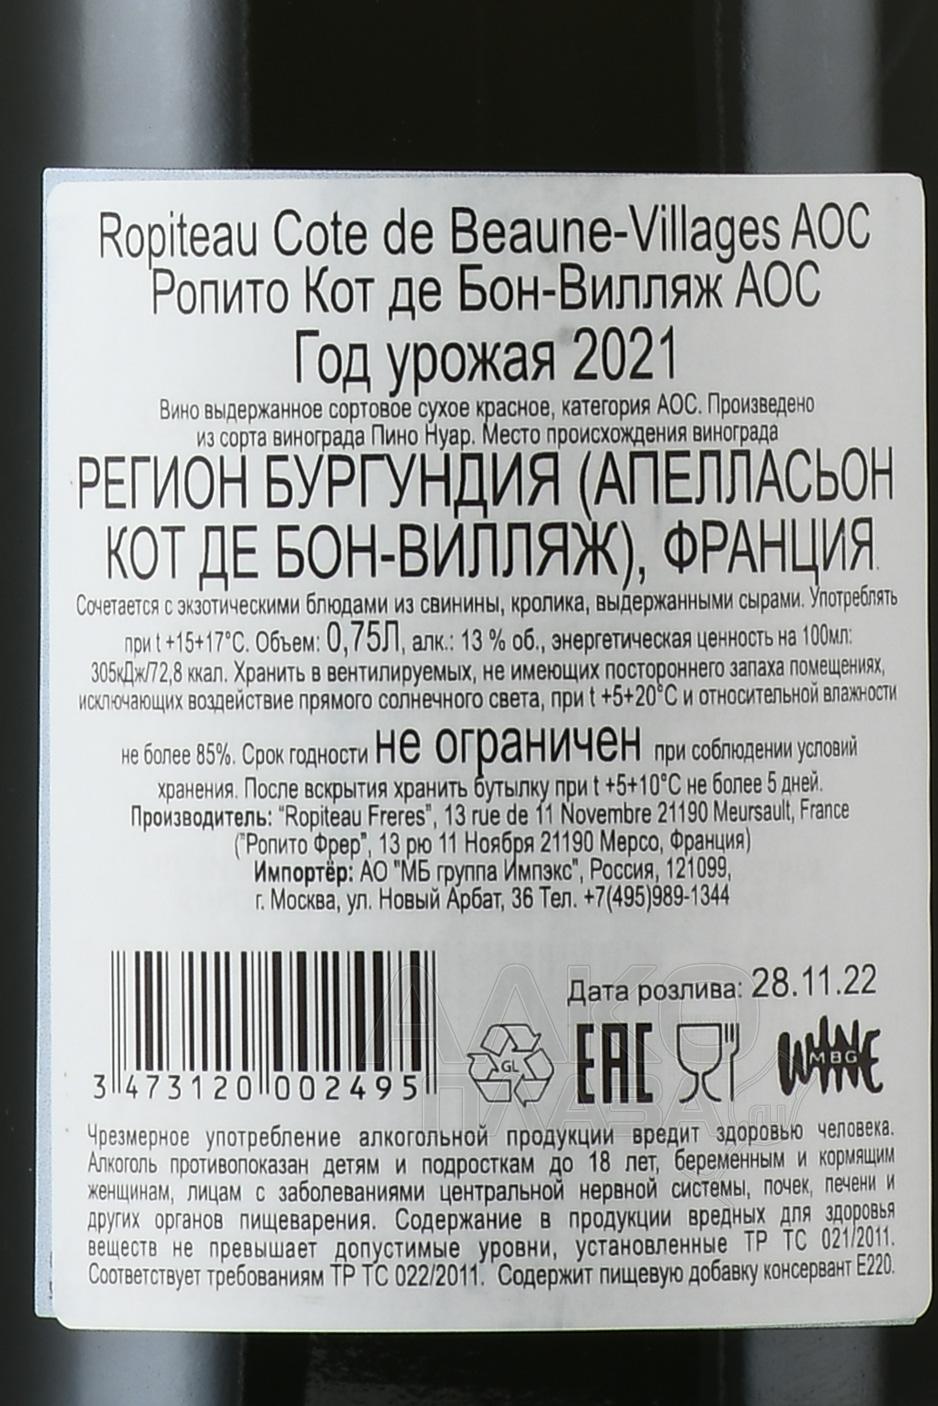 Ropiteau Cote de Beaune-Villages AOC
Ропито Кот де Бон-Вилляж АОС
Год урожая 2021
Вино выдержанное сортовое сухое красное, категория АОС. Произведено
из сорта винограда Пино Нуар. Место происхождения винограда
РЕГИОН БУРГУНДИЯ (АПЕЛЛАСЬОН
КОТ ДЕ БОН-ВИЛЛЯЖ), ФРАНЦИЯ.
Сочетается с экзотическими блюдами из свинины, кролика, выдержанными сырами. Употреблять
при t +15+17°С. Объем: 0,75Л, алк.: 13 % об., энергетическая ценность на 100мл:
305кДж/72,8 ккал. Хранить в вентилируемых, не имеющих постороннего запаха помещениях,
исключающих воздействие прямого солнечного света, при t +5+20°С и относительной влажности
не более 85%. Срок годности не ограничен при соблюдении условий
хранения. После вскрытия хранить бутылку при t +5+10°С не более 5 дней.
Производитель: "Ropiteau Freres", 13 rue de 11 Novembre 21190 Meursault, France
("Ропито Фрер", 13 рю 11 Ноября 21190 Мерсо, Франция)
Импортёр: АО "МБ группа Импэкс", Россия, 121099,
г. Москва, ул. Новый Арбат, 36 Тел. +7(495)989-1344
Дата розлива: 28.11.22
GL EAC WINE MBG
3 473120 002495
АЛКО
ПЛАЗА.ru
Чрезмерное употребление алкогольной продукции вредит здоровью человека.
Алкоголь противопоказан детям и подросткам до 18 лет, беременным и кормящим
женщинам, лицам с заболеваниями центральной нервной системы, почек, печени и
других органов пищеварения. Содержание в продукции вредных для здоровья
веществ не превышает допустимые уровни, установленные ТР ТС 021/2011.
Соответствует требованиям ТР ТС 022/2011. Содержит пищевую добавку консервант Е220.